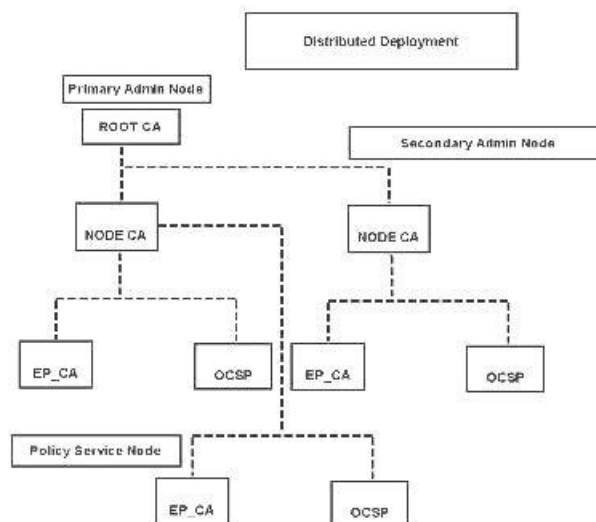 Distributed Deployment
Primary Admin Node
ROOT CA
Secondary Admin Node
NODE CA
NODE CA
EP_CA
OCSP
EP_CA
OCSP
Policy Service Node
EP_CA
OCSP